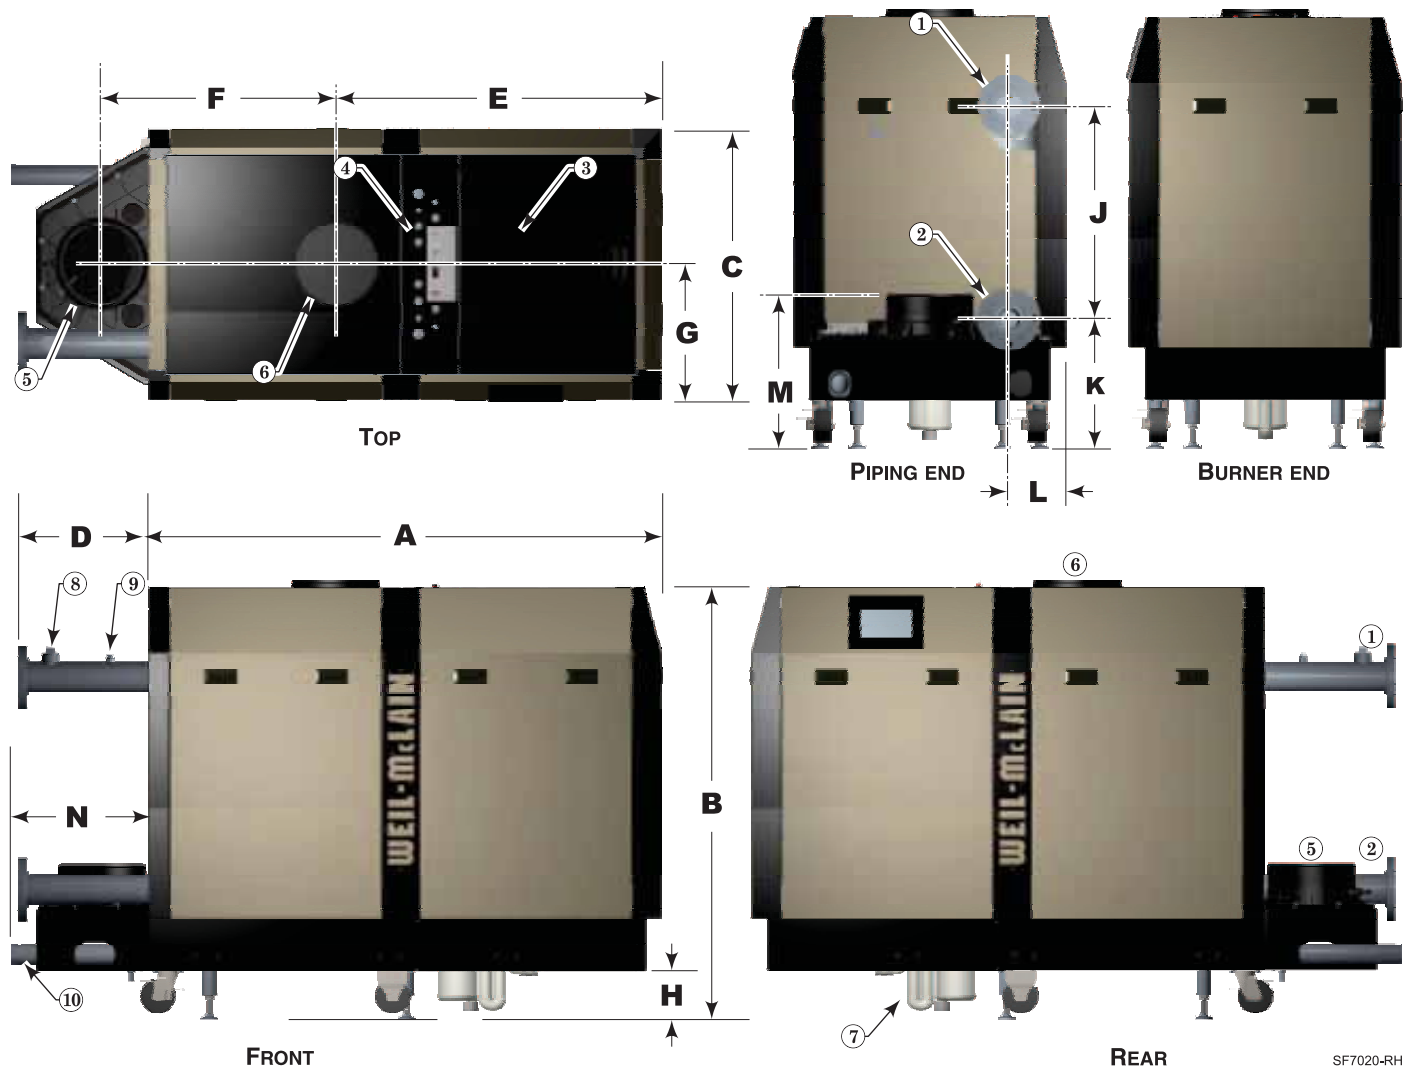 1
F
E
4
3
J
2
C
G
M
K
5
6
TOP
PIPING END
L
BURNER END
D
A
8
9
6
1
WEIL-McLAIN
WEIL-McLAIN
B
N
5
2
10
H
7
FRONT
REAR
SF7020-RH